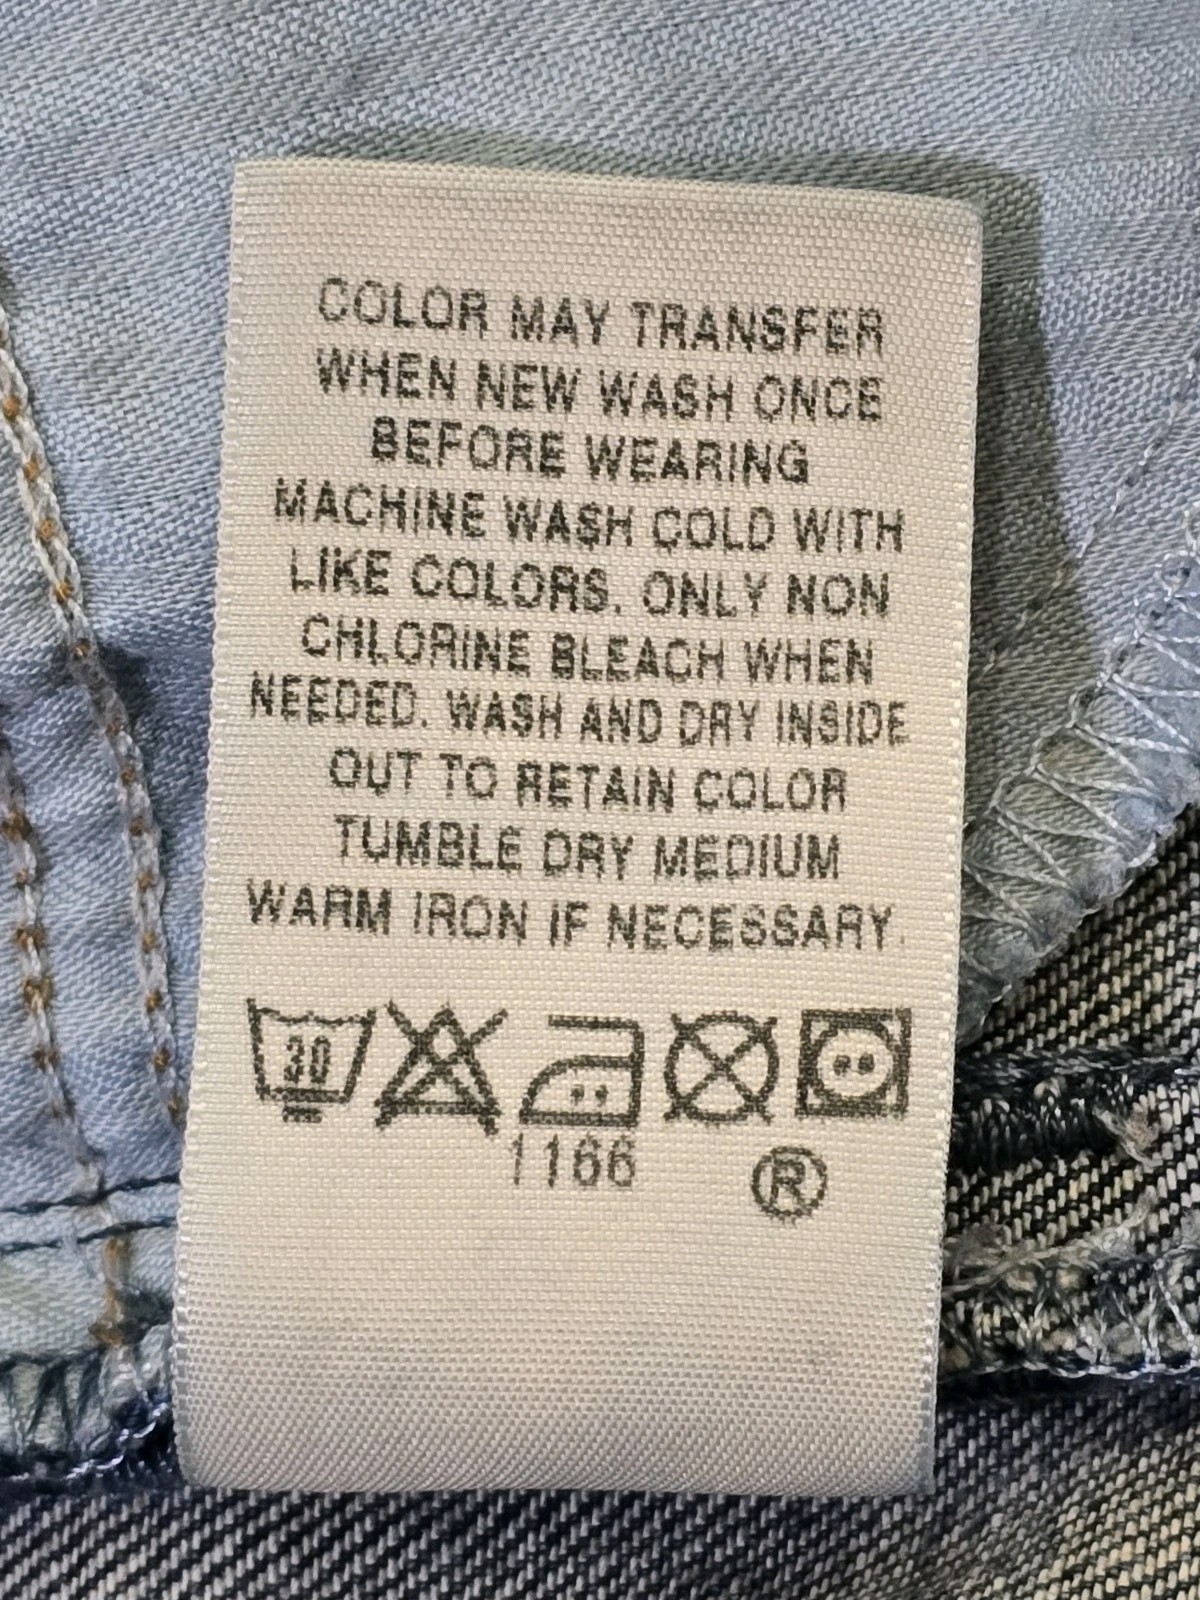 COLOR MAY TRANSFER
WHEN NEW WASH ONCE
BEFORE WEARING
MACHINE WASH COLD WITH
LIKE COLORS. ONLY NON
CHLORINE BLEACH WHEN
NEEDED. WASH AND DRY INSIDE
OUT TO RETAIN COLOR
TUMBLE DRY MEDIUM
WARM IRON IF NECESSARY.
30
1166
®